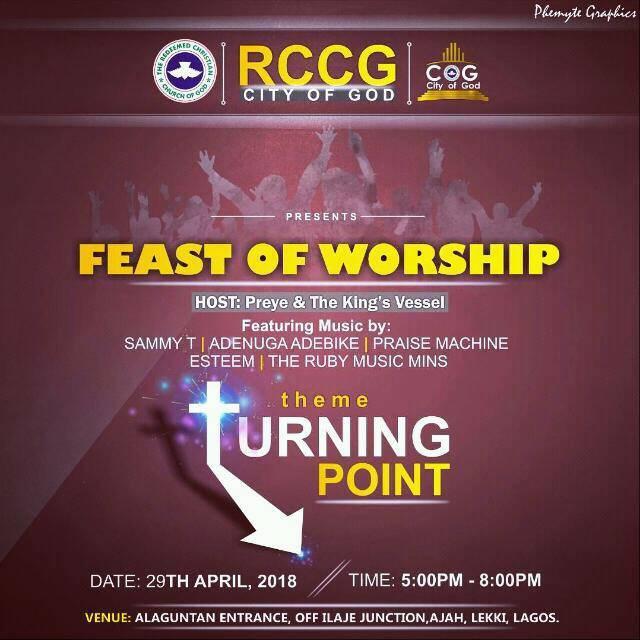 Phemyte Graphics
THE REDEEMED CHRISTIAN
CHURCH OF GOD
RCCG
CITY OF GOD
COG
City of God
PRESENTS
FEAST OF WORSHIP
HOST: Preye & The King's Vessel
Featuring Music by:
SAMMY T | ADENUGA ADEBIKE | PRAISE MACHINE
ESTEEM | THE RUBY MUSIC MINS
theme
tURNING
POINT
DATE: 29TH APRIL, 2018 // TIME: 5:00PM - 8:00PM
VENUE: ALAGUNTAN ENTRANCE, OFF ILAJE JUNCTION,AJAH, LEKKI, LAGOS.